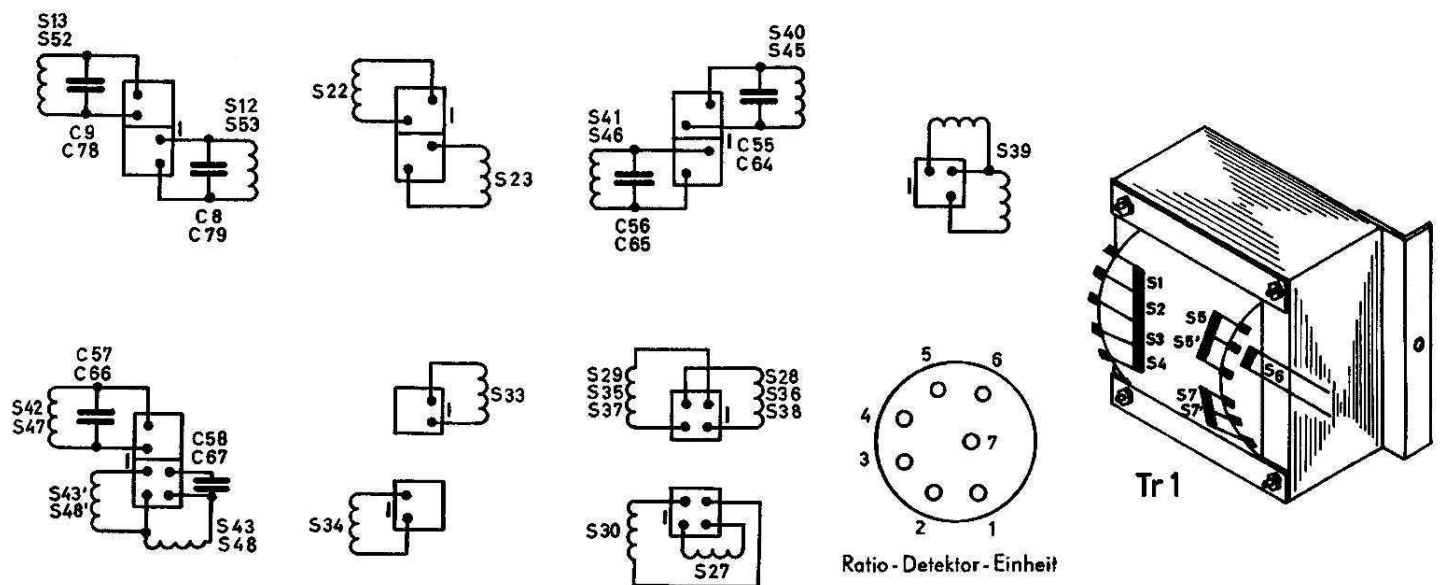 S13
S52
C9
C78
S12
S53
C8
C79
S22
S23
S40
S45
S41
S46
C55
C64
C56
C65
S39
C57
C66
S42
S47
C58
C67
S43'
S48'
S43
S48
S33
S34
S29
S35
S37
S28
S36
S38
S30
S27
5
6
4
7
3
2
1
Ratio-Detektor-Einheit
S1
S2
S3
S4
S5
S5'
S6
S7
S7'
Tr1